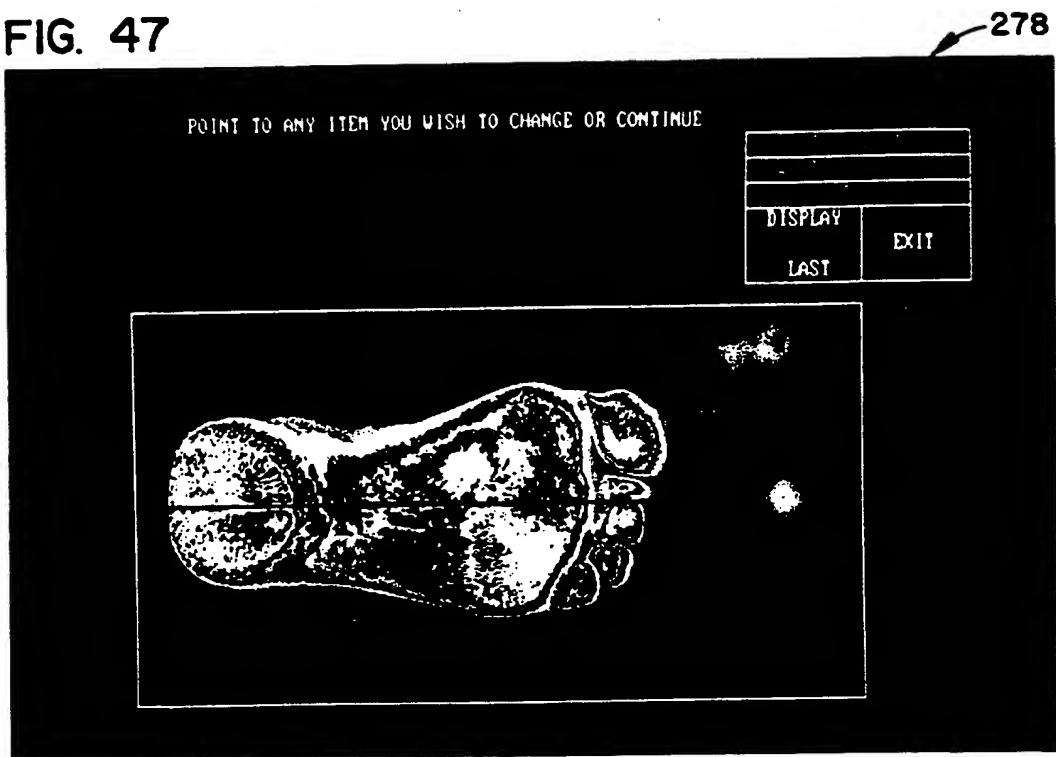 FIG. 47
278
POINT TO ANY ITEM YOU WISH TO CHANGE OR CONTINUE
DISPLAY
EXIT
LAST